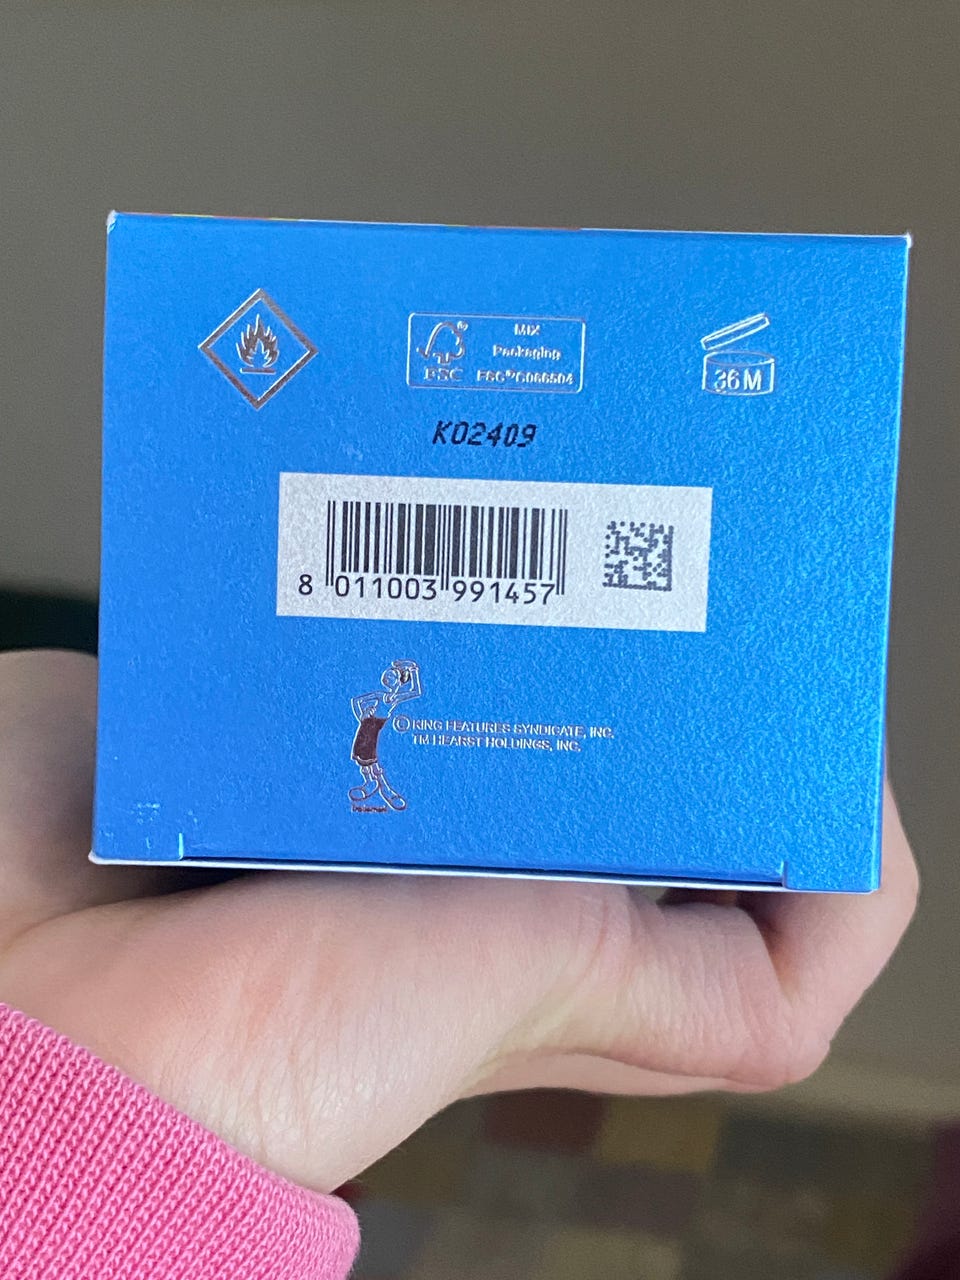 MIX
Packaging
FSC
FSC® C066504
36M
K02409
8 011003 991457
© KING FEATURES SYNDICATE, INC.
TM HEARST HOLDINGS, INC.